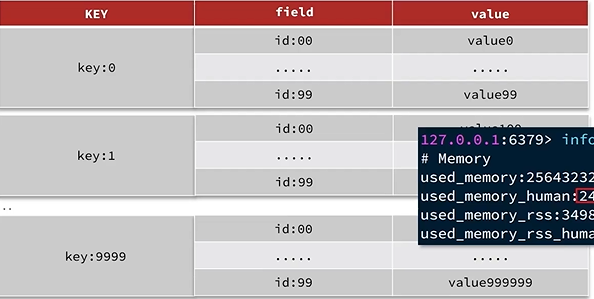 KEY field value
id:00 value0
key:0 ..... .....
id:99 value99
id:00
key:1 .....
id:99
127.0.0.1:6379> info
# Memory
used_memory:25643232
used_memory_human:24
used_memory_rss:3498
used_memory_rss_huma
..
id:00
key:9999 ..... .....
id:99 value999999